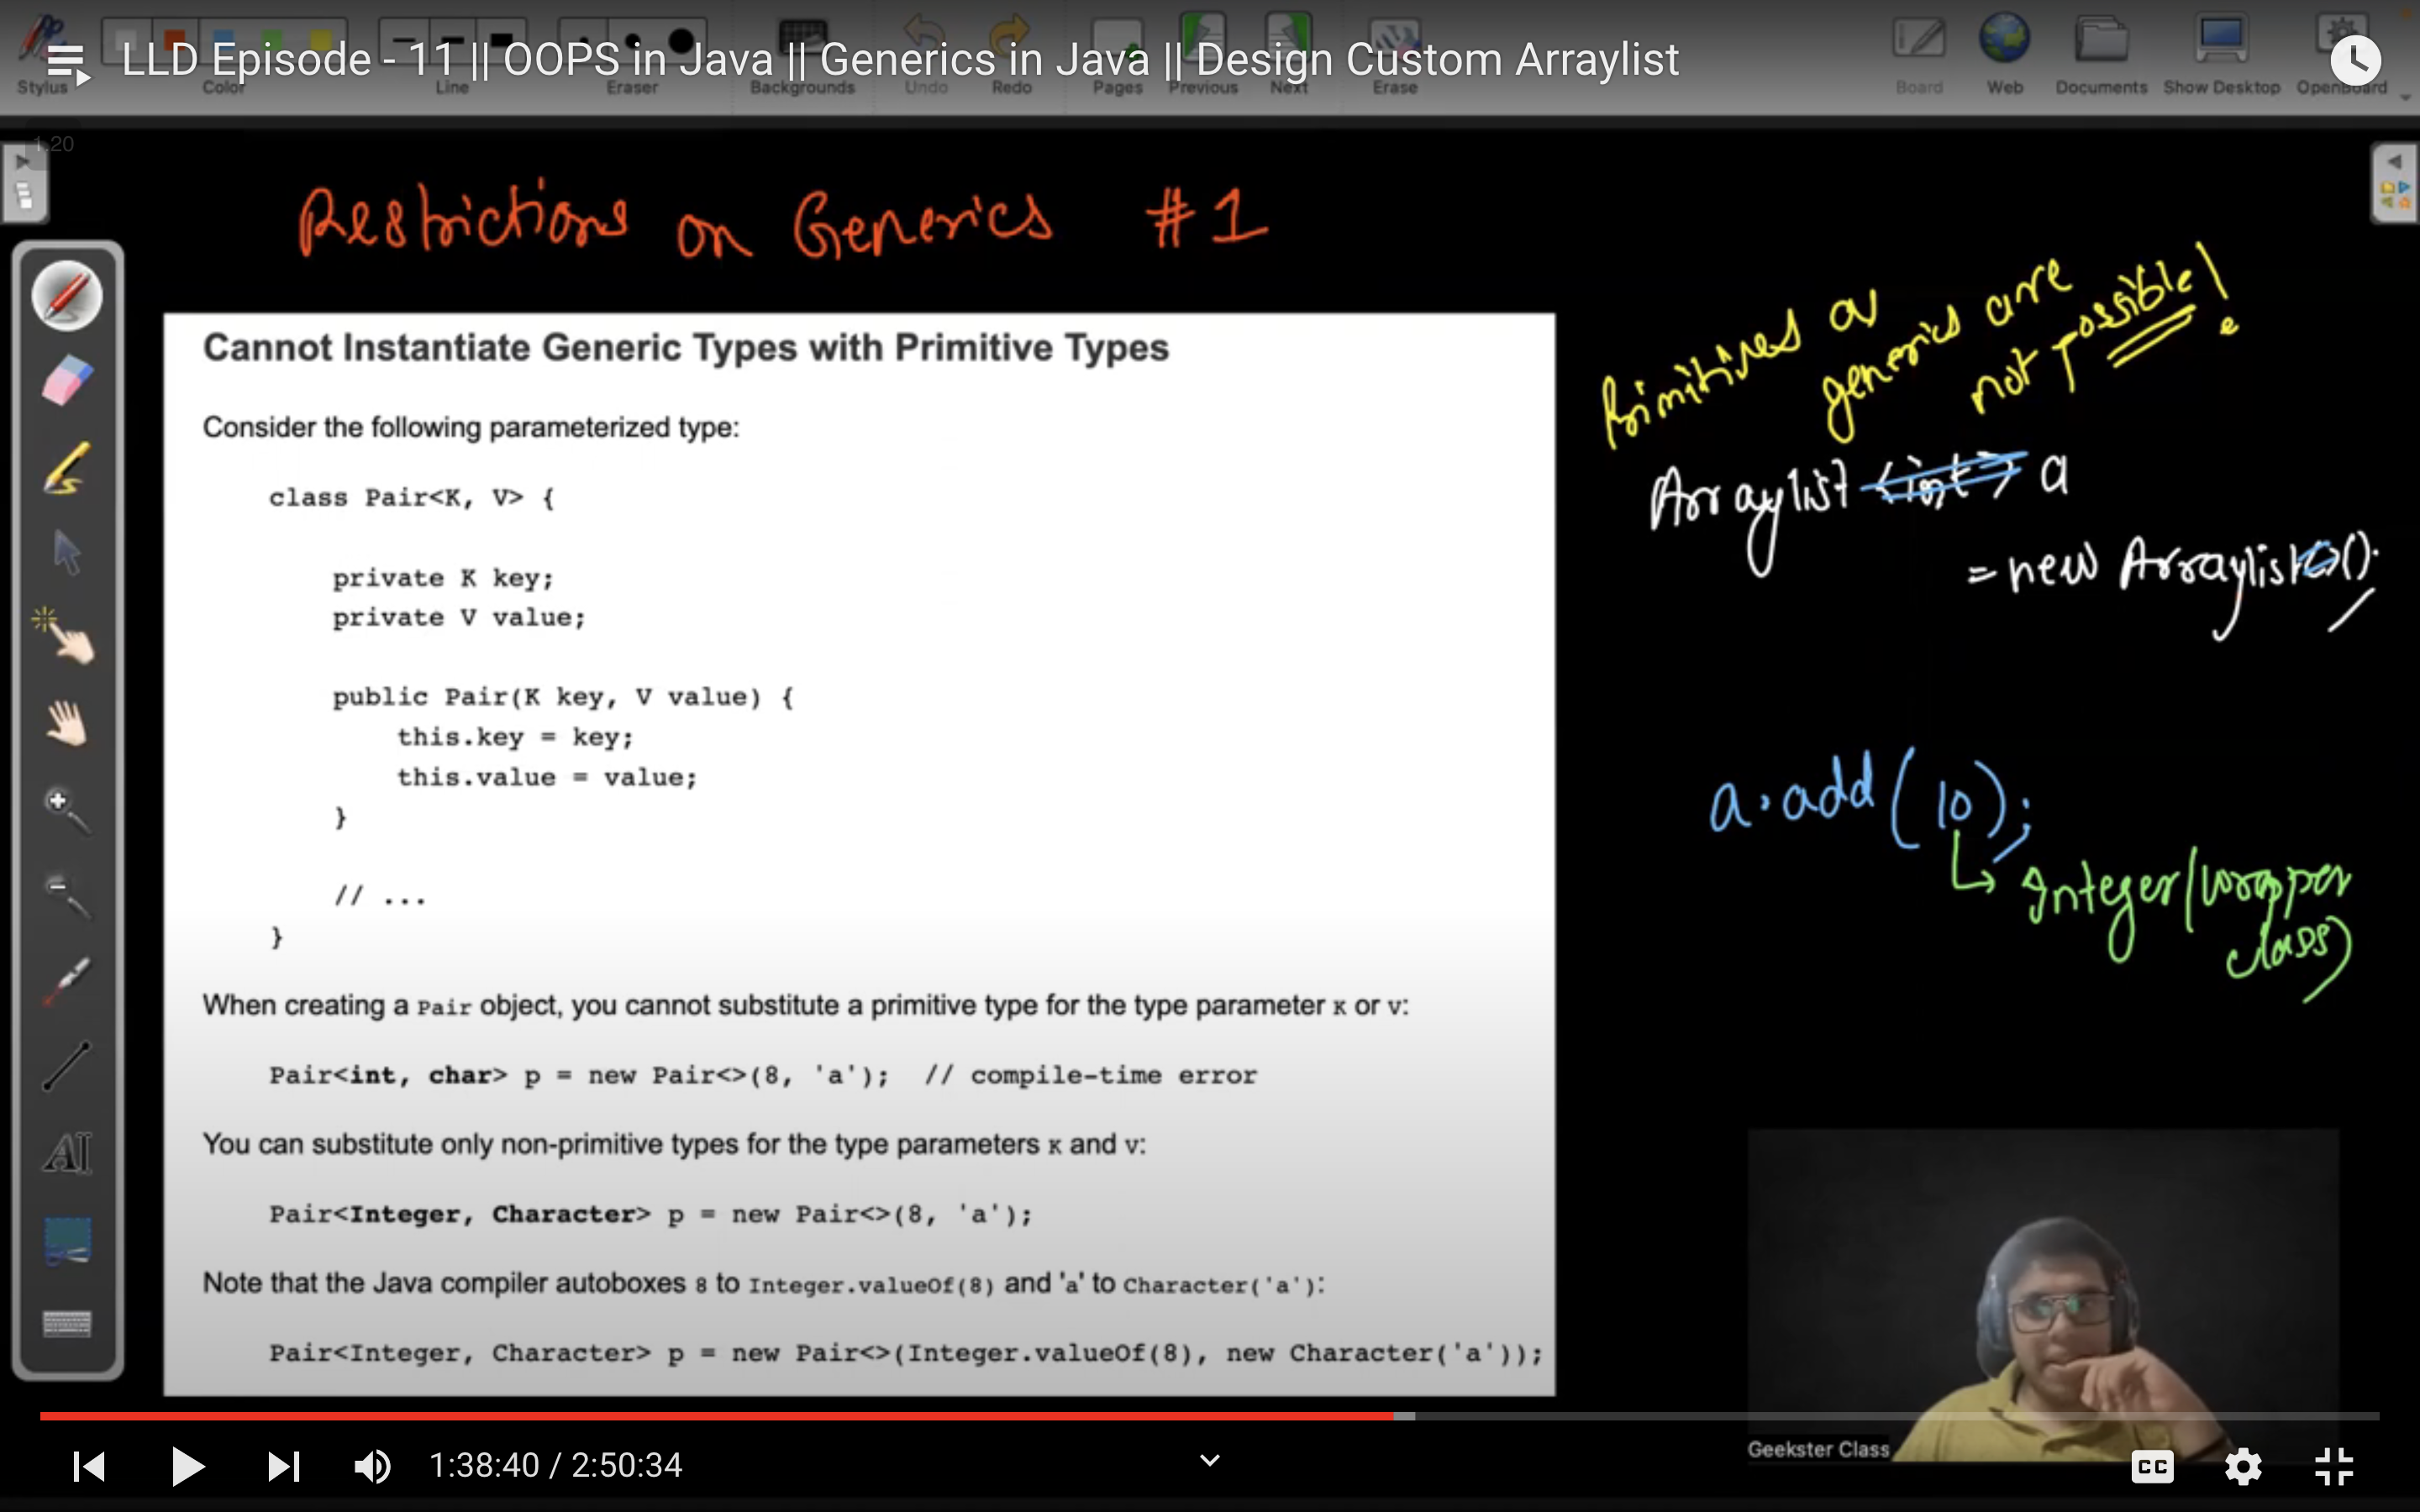 LLD Episode - 11 || OOPS in Java || Generics in Java || Design Custom Arraylist
Stylus Color Line Eraser Backgrounds Undo Redo Pages Previous Next Erase Board Web Documents Show Desktop OpenBoard
1.20
Restrictions on Generics #1
Primitives as
generics are
not possible!
Arraylist <int> a
= new Arraylist<>();
a.add(10);
Integer(wrapper
class)
Cannot Instantiate Generic Types with Primitive Types
Consider the following parameterized type:
class Pair<K, V> {
private K key;
private V value;
public Pair(K key, V value) {
this.key = key;
this.value = value;
}
// ...
}
When creating a Pair object, you cannot substitute a primitive type for the type parameter K or V:
Pair<int, char> p = new Pair<>(8, 'a'); // compile-time error
You can substitute only non-primitive types for the type parameters K and V:
Pair<Integer, Character> p = new Pair<>(8, 'a');
Note that the Java compiler autoboxes 8 to Integer.valueOf(8) and 'a' to Character('a'):
Pair<Integer, Character> p = new Pair<>(Integer.valueOf(8), new Character('a'));
Geekster Class
1:38:40 / 2:50:34
CC